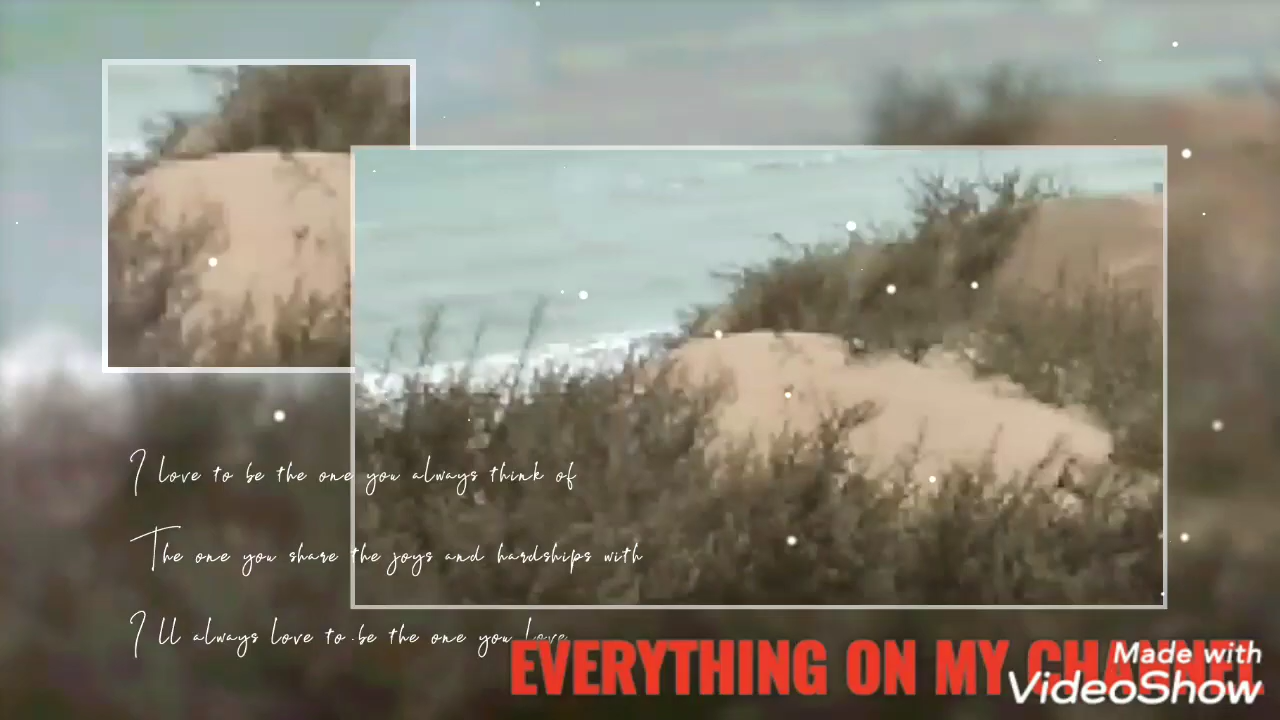 I love to be the one you always think of
The one you share the joys and hardships with
I'll always love to be the one you love
EVERYTHING ON MY CHANNEL
Made with
VideoShow